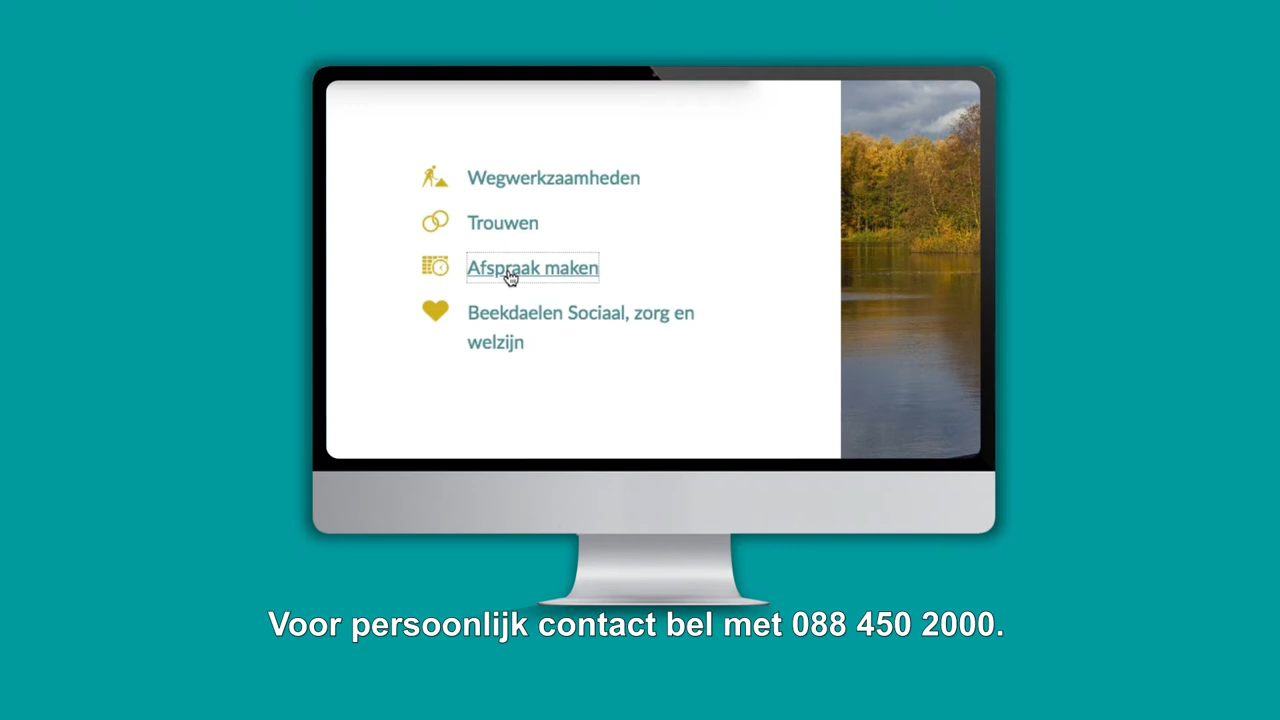 Wegwerkzaamheden
Trouwen
Afspraak maken
Beekdaelen Sociaal, zorg en
welzijn
Voor persoonlijk contact bel met 088 450 2000.